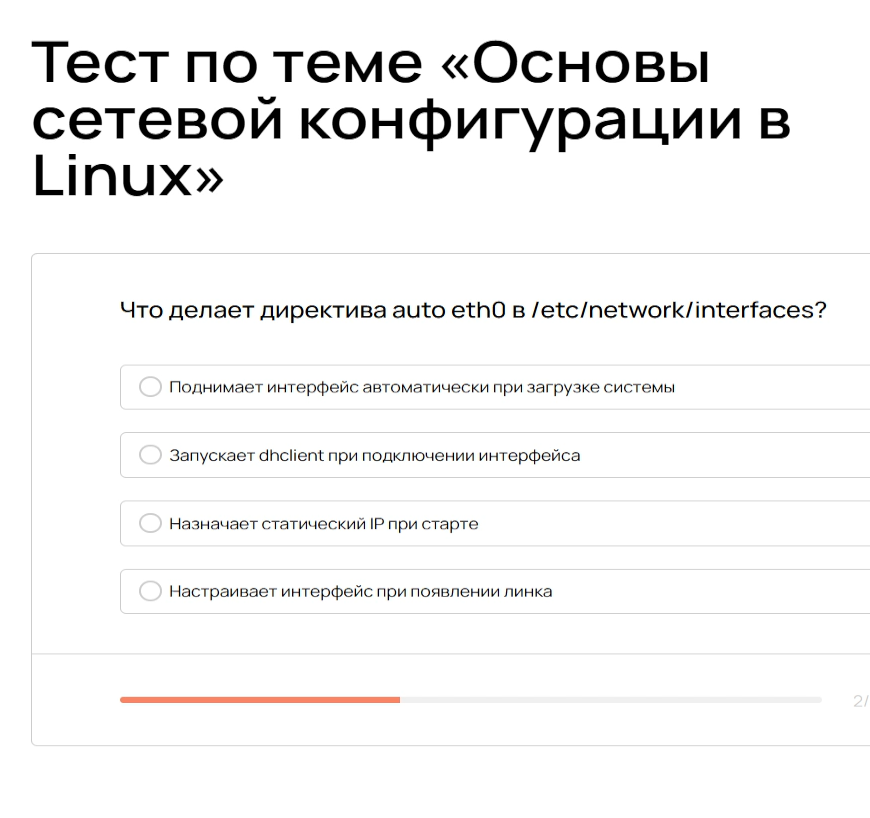 Тест по теме «Основы
сетевой конфигурации в
Linux»
Что делает директива auto eth0 в /etc/network/interfaces?
Поднимает интерфейс автоматически при загрузке системы
Запускает dhclient при подключении интерфейса
Назначает статический IP при старте
Настраивает интерфейс при появлении линка
2/